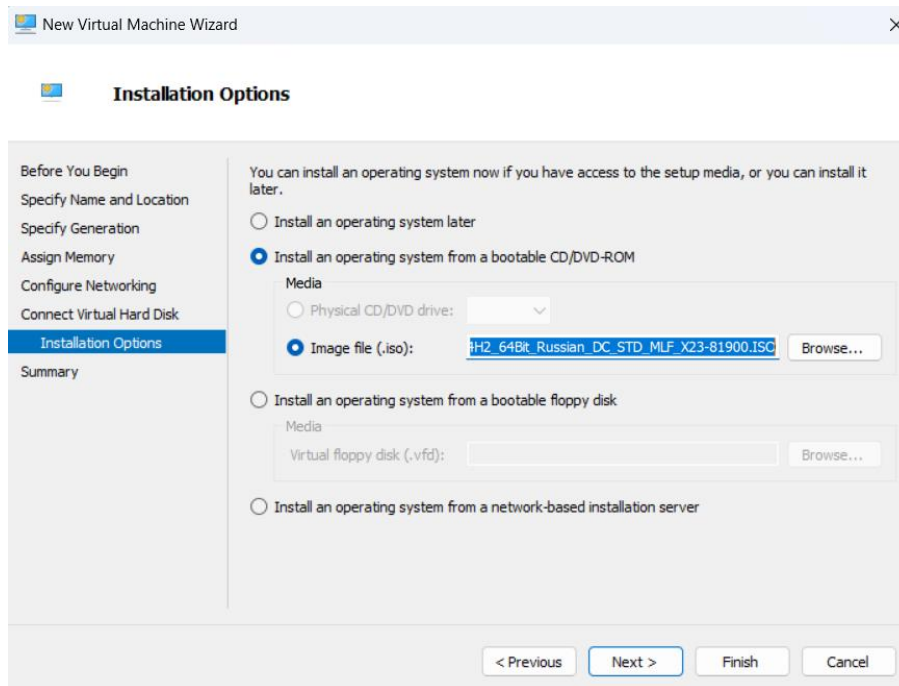 New Virtual Machine Wizard
Installation Options
Before You Begin
Specify Name and Location
Specify Generation
Assign Memory
Configure Networking
Connect Virtual Hard Disk
Installation Options
Summary
You can install an operating system now if you have access to the setup media, or you can install it
later.
Install an operating system later
Install an operating system from a bootable CD/DVD-ROM
Media
Physical CD/DVD drive:
Image file (.iso): H2_64Bit_Russian_DC_STD_MLF_X23-81900.ISO Browse...
Install an operating system from a bootable floppy disk
Media
Virtual floppy disk (.vfd): Browse...
Install an operating system from a network-based installation server
< Previous Next > Finish Cancel